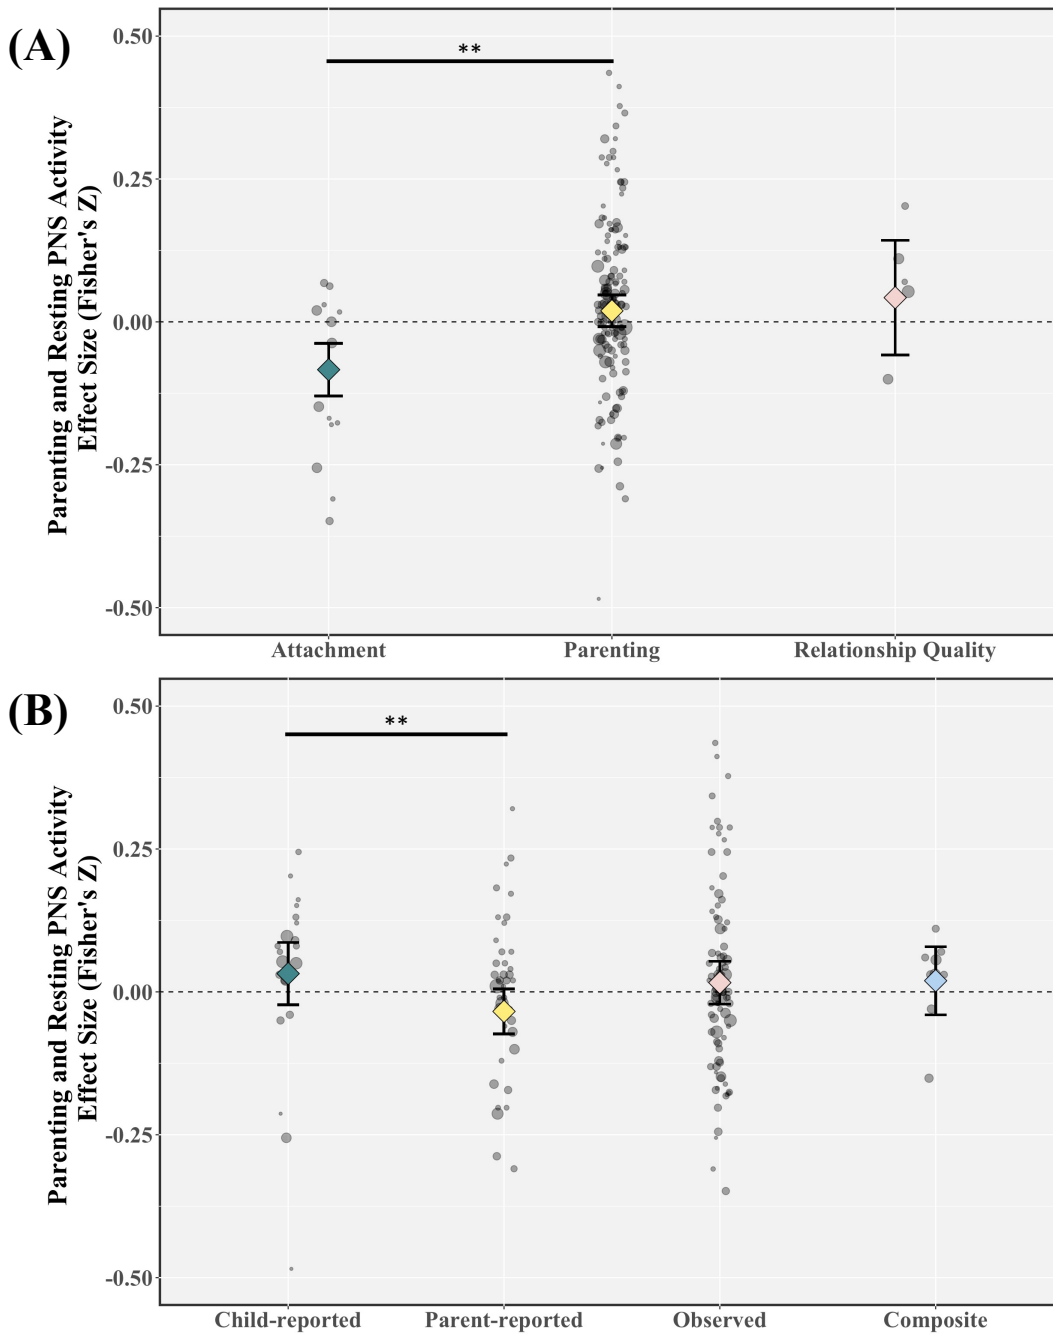 (A)
Parenting and Resting PNS Activity
Effect Size (Fisher's Z)
0.50
0.25
0.00
-0.25
-0.50
**
Attachment Parenting Relationship Quality
(B)
Parenting and Resting PNS Activity
Effect Size (Fisher's Z)
0.50
0.25
0.00
-0.25
-0.50
**
Child-reported Parent-reported Observed Composite